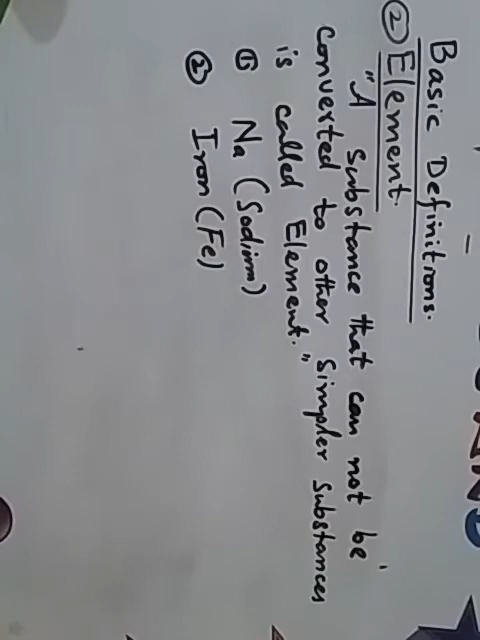 Basic Definitions.
② Element.
"A substance that can not be
converted to other simpler substances
is called Element."
① Na (Sodium)
② Iron (Fe)